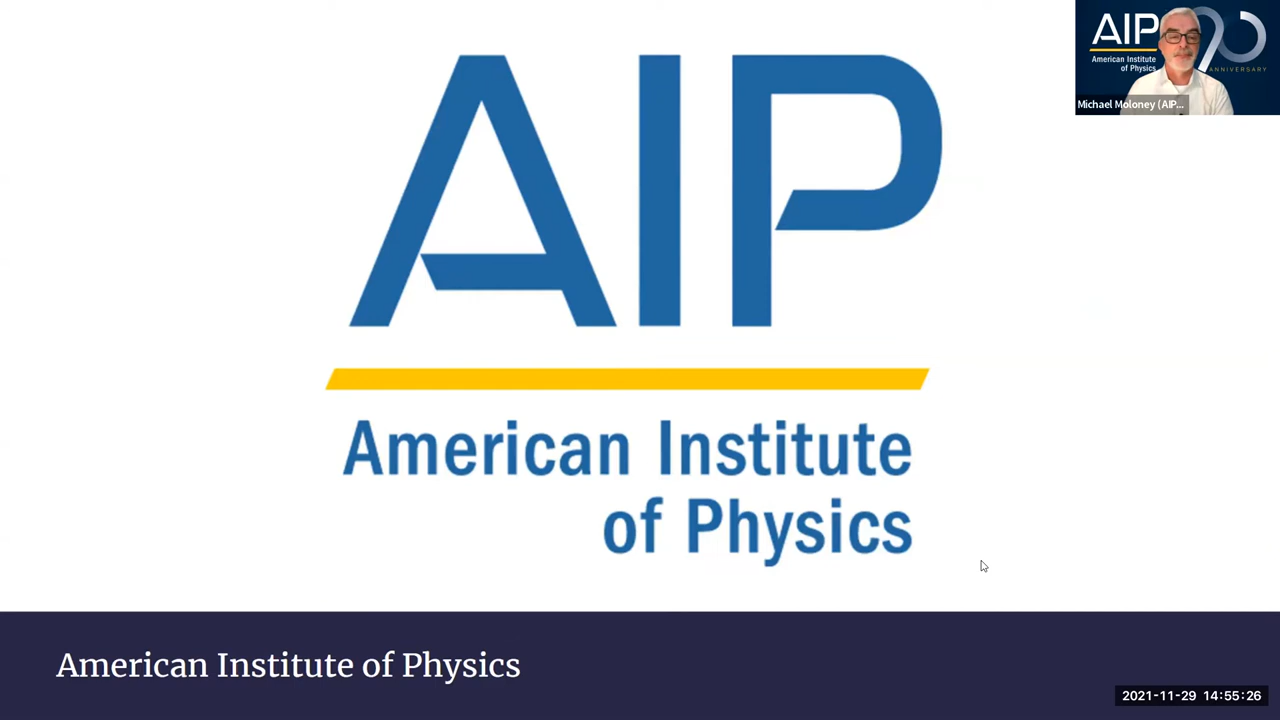 AIP
American Institute
of Physics
AIP 90
American Institute
of Physics
ANNIVERSARY
Michael Moloney (AIP...
American Institute of Physics
2021-11-29 14:55:26